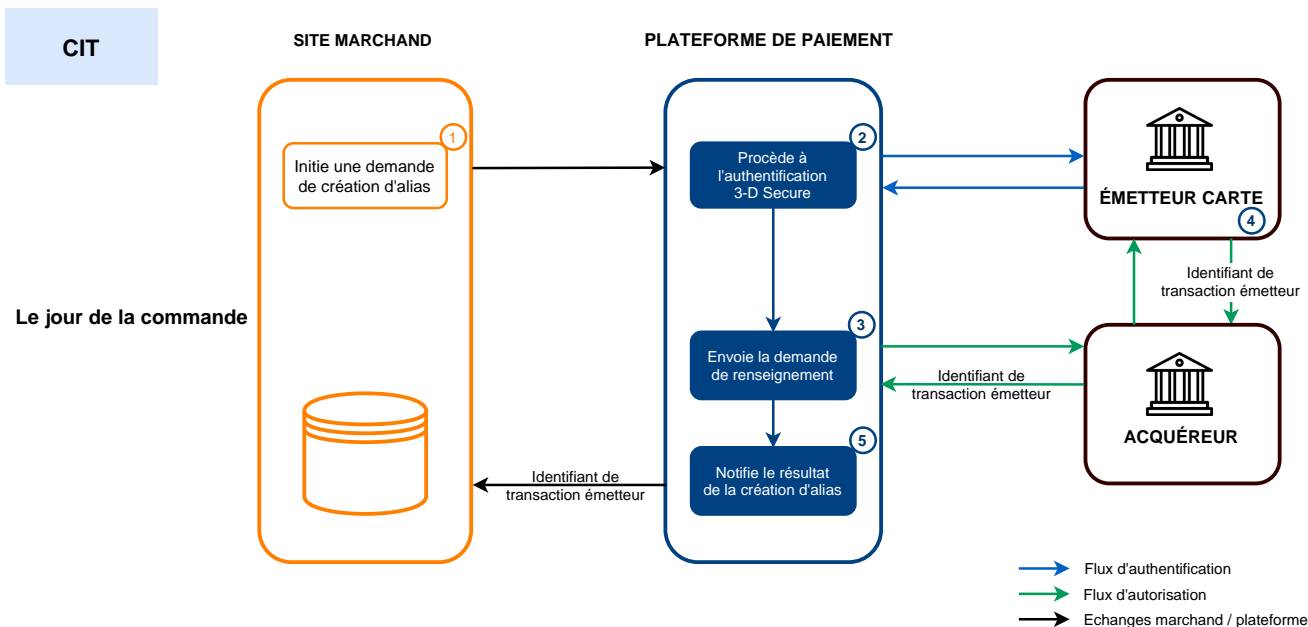 CIT
SITE MARCHAND
PLATEFORME DE PAIEMENT
1
Initie une demande
de création d'alias
2
Procède à
l'authentification
3-D Secure
ÉMETTEUR CARTE
4
Identifiant de
transaction émetteur
Le jour de la commande
3
Envoie la demande
de renseignement
Identifiant de
transaction émetteur
ACQUÉREUR
5
Notifie le résultat
de la création d'alias
Identifiant de
transaction émetteur
Flux d'authentification
Flux d'autorisation
Echanges marchand / plateforme